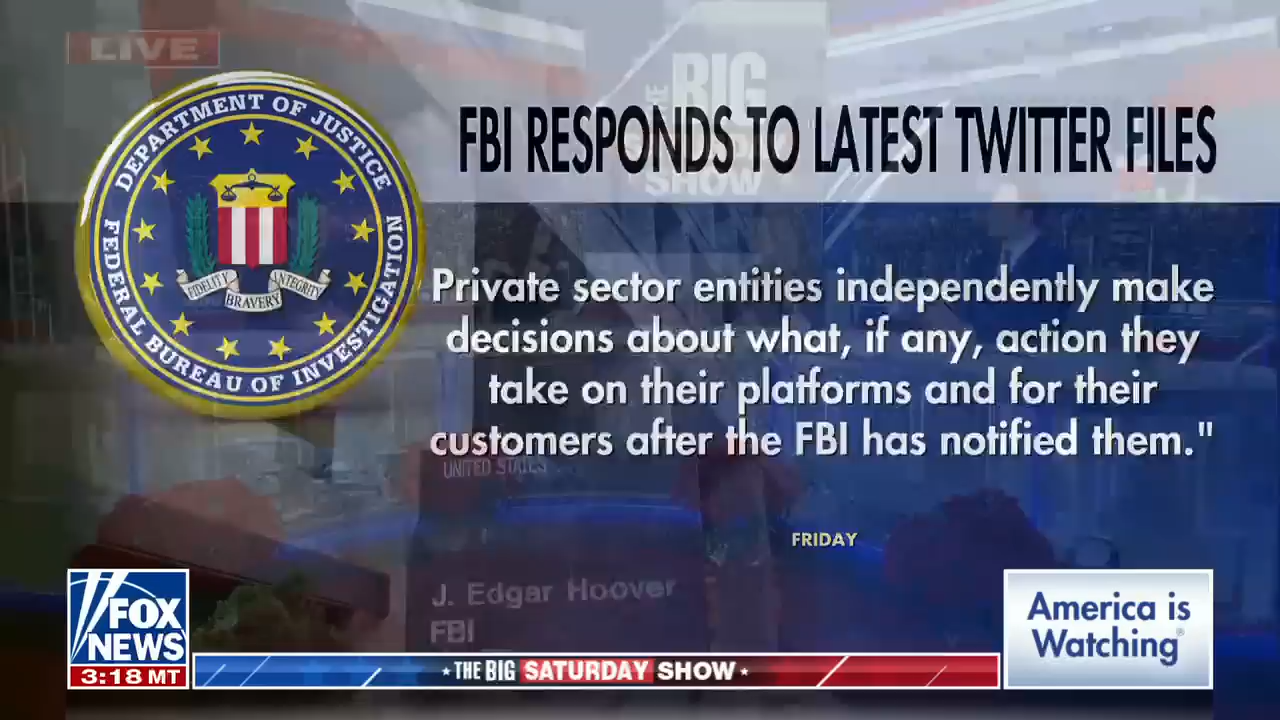 LIVE
THE BIG
SHOW
DEPARTMENT OF JUSTICE
FEDERAL BUREAU OF INVESTIGATION
FIDELITY
BRAVERY
INTEGRITY
FBI RESPONDS TO LATEST TWITTER FILES
Private sector entities independently make
decisions about what, if any, action they
take on their platforms and for their
customers after the FBI has notified them."
UNITED STATES
FRIDAY
J. Edgar Hoover
FBI
FOX
NEWS
3:18 MT
THE BIG SATURDAY SHOW
America is
Watching